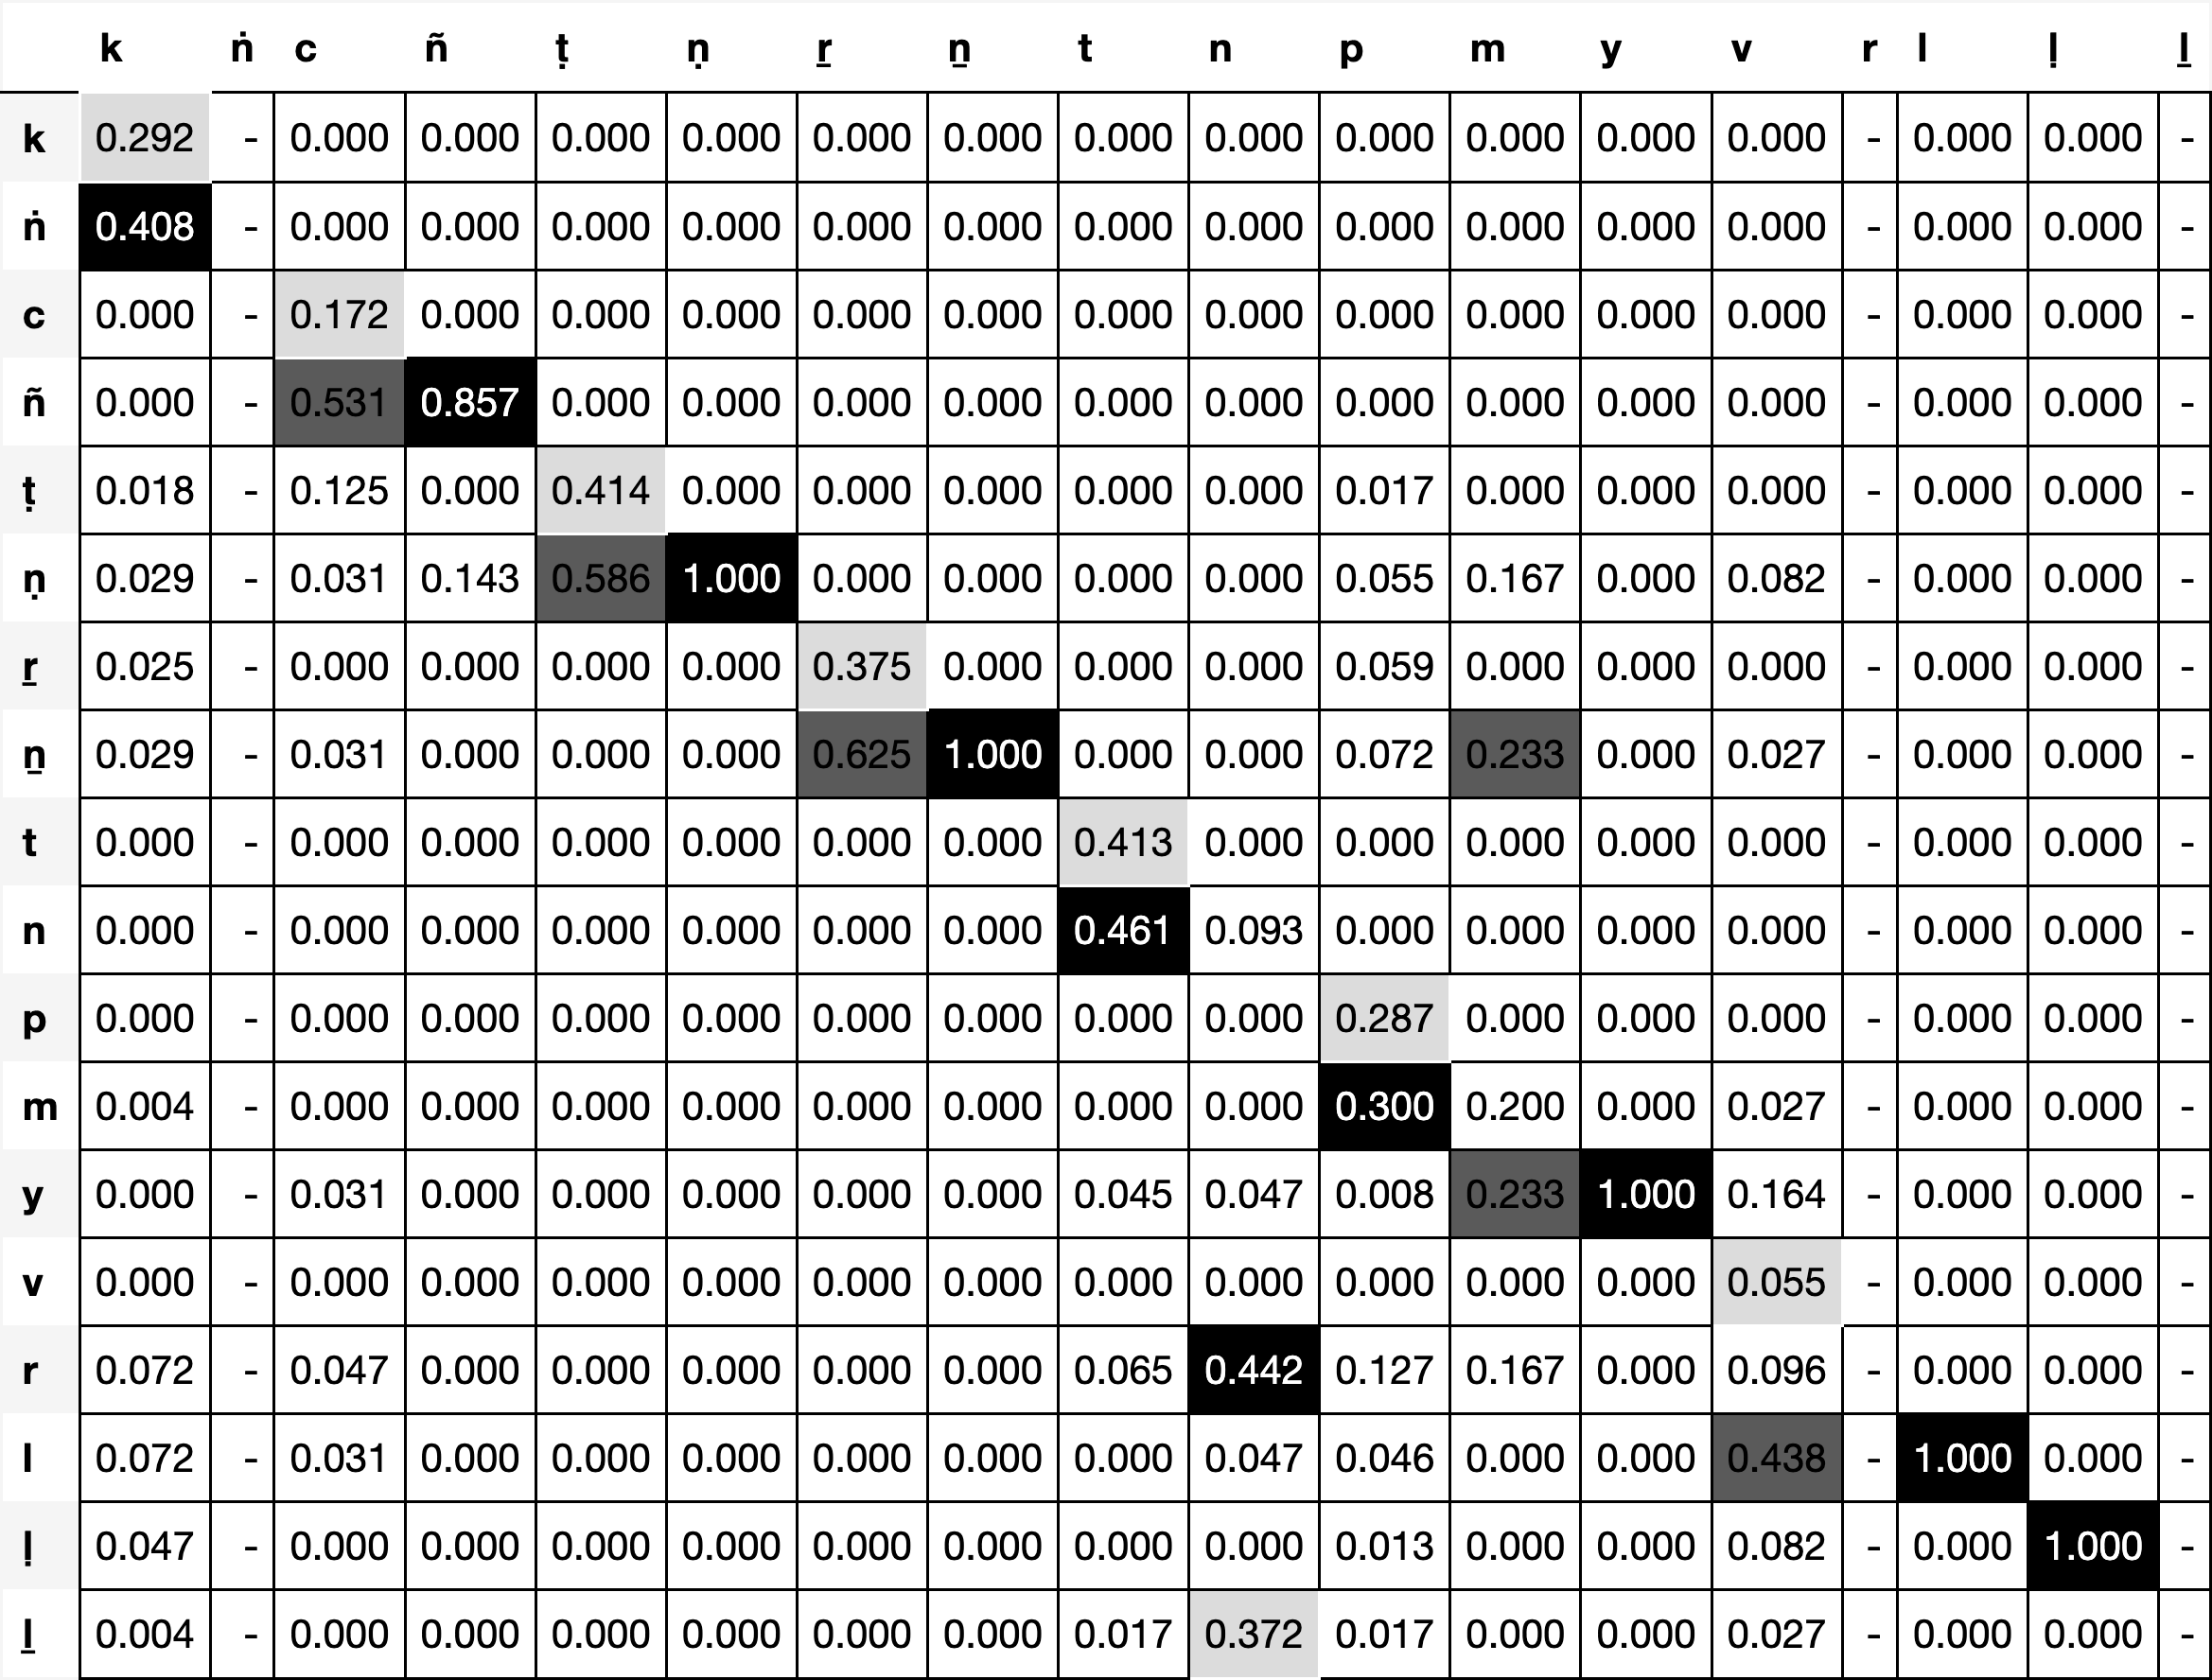 k ṅ c ñ ṭ ṇ ṟ ṉ t n p m y v r l ḷ ḻ
k 0.292 - 0.000 0.000 0.000 0.000 0.000 0.000 0.000 0.000 0.000 0.000 0.000 0.000 - 0.000 0.000 -
ṅ 0.408 - 0.000 0.000 0.000 0.000 0.000 0.000 0.000 0.000 0.000 0.000 0.000 0.000 - 0.000 0.000 -
c 0.000 - 0.172 0.000 0.000 0.000 0.000 0.000 0.000 0.000 0.000 0.000 0.000 0.000 - 0.000 0.000 -
ñ 0.000 - 0.531 0.857 0.000 0.000 0.000 0.000 0.000 0.000 0.000 0.000 0.000 0.000 - 0.000 0.000 -
ṭ 0.018 - 0.125 0.000 0.414 0.000 0.000 0.000 0.000 0.000 0.017 0.000 0.000 0.000 - 0.000 0.000 -
ṇ 0.029 - 0.031 0.143 0.586 1.000 0.000 0.000 0.000 0.000 0.055 0.167 0.000 0.082 - 0.000 0.000 -
ṟ 0.025 - 0.000 0.000 0.000 0.000 0.375 0.000 0.000 0.000 0.059 0.000 0.000 0.000 - 0.000 0.000 -
ṉ 0.029 - 0.031 0.000 0.000 0.000 0.625 1.000 0.000 0.000 0.072 0.233 0.000 0.027 - 0.000 0.000 -
t 0.000 - 0.000 0.000 0.000 0.000 0.000 0.000 0.413 0.000 0.000 0.000 0.000 0.000 - 0.000 0.000 -
n 0.000 - 0.000 0.000 0.000 0.000 0.000 0.000 0.461 0.093 0.000 0.000 0.000 0.000 - 0.000 0.000 -
p 0.000 - 0.000 0.000 0.000 0.000 0.000 0.000 0.000 0.000 0.287 0.000 0.000 0.000 - 0.000 0.000 -
m 0.004 - 0.000 0.000 0.000 0.000 0.000 0.000 0.000 0.000 0.300 0.200 0.000 0.027 - 0.000 0.000 -
y 0.000 - 0.031 0.000 0.000 0.000 0.000 0.000 0.045 0.047 0.008 0.233 1.000 0.164 - 0.000 0.000 -
v 0.000 - 0.000 0.000 0.000 0.000 0.000 0.000 0.000 0.000 0.000 0.000 0.000 0.055 - 0.000 0.000 -
r 0.072 - 0.047 0.000 0.000 0.000 0.000 0.000 0.065 0.442 0.127 0.167 0.000 0.096 - 0.000 0.000 -
l 0.072 - 0.031 0.000 0.000 0.000 0.000 0.000 0.000 0.047 0.046 0.000 0.000 0.438 - 1.000 0.000 -
ḷ 0.047 - 0.000 0.000 0.000 0.000 0.000 0.000 0.000 0.000 0.013 0.000 0.000 0.082 - 0.000 1.000 -
ḻ 0.004 - 0.000 0.000 0.000 0.000 0.000 0.000 0.017 0.372 0.017 0.000 0.000 0.027 - 0.000 0.000 -